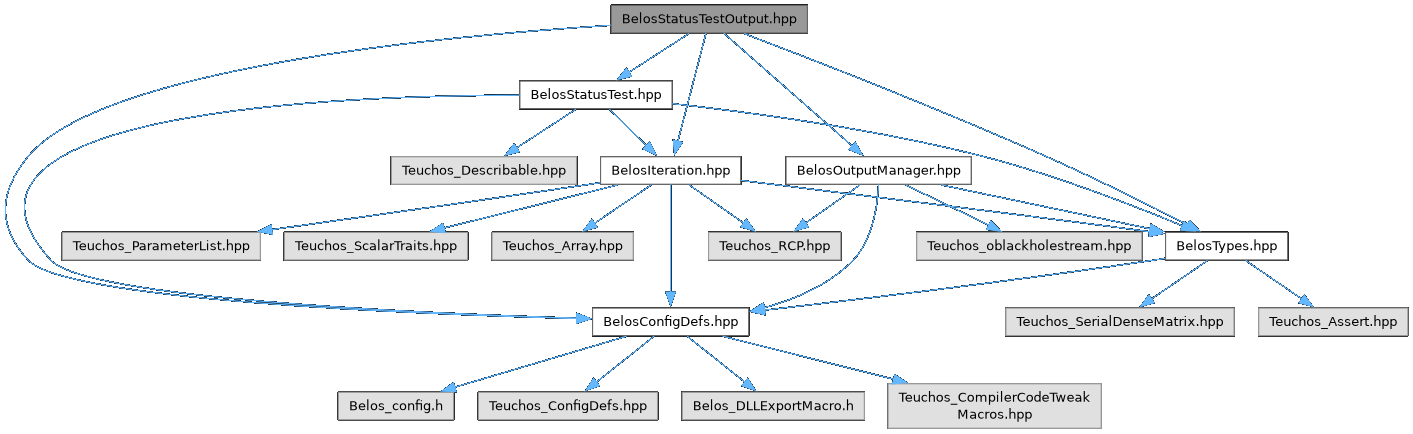 BelosStatusTestOutput.hpp
BelosStatusTest.hpp
Teuchos_Describable.hpp
BelosIteration.hpp
BelosOutputManager.hpp
Teuchos_ParameterList.hpp
Teuchos_ScalarTraits.hpp
Teuchos_Array.hpp
Teuchos_RCP.hpp
Teuchos_oblackholestream.hpp
BelosTypes.hpp
BelosConfigDefs.hpp
Teuchos_SerialDenseMatrix.hpp
Teuchos_Assert.hpp
Belos_config.h
Teuchos_ConfigDefs.hpp
Belos_DLLExportMacro.h
Teuchos_CompilerCodeTweak
Macros.hpp